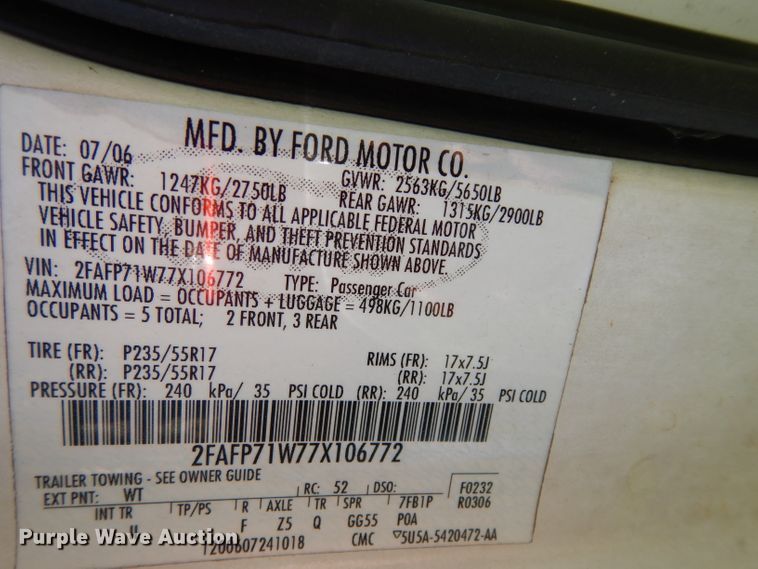 MFD. BY FORD MOTOR CO.
DATE: 07/06
GVWR: 2563KG/5650LB
FRONT GAWR: 1247KG/2750LB REAR GAWR: 1315KG/2900LB
THIS VEHICLE CONFORMS TO ALL APPLICABLE FEDERAL MOTOR
VEHICLE SAFETY, BUMPER, AND THEFT PREVENTION STANDARDS
IN EFFECT ON THE DATE OF MANUFACTURE SHOWN ABOVE.
VIN: 2FAFP71W77X106772 TYPE: Passenger Car
MAXIMUM LOAD = OCCUPANTS + LUGGAGE = 498KG/1100LB
OCCUPANTS = 5 TOTAL; 2 FRONT, 3 REAR
TIRE (FR): P235/55R17 RIMS (FR): 17x7.5J
(RR): P235/55R17 (RR): 17x7.5J
PRESSURE (FR): 240 kPa/ 35 PSI COLD (RR): 240 kPa/ 35 PSI COLD
2FAFP71W77X106772
TRAILER TOWING - SEE OWNER GUIDE
EXT PNT: WT RC: 52 DSO: F0232
INT TR TP/PS R AXLE TR SPR 7FB1P R0306
F Z5 Q GG55 POA
1200607241018 CMC 5U5A-5420472-AA
Purple Wave Auction